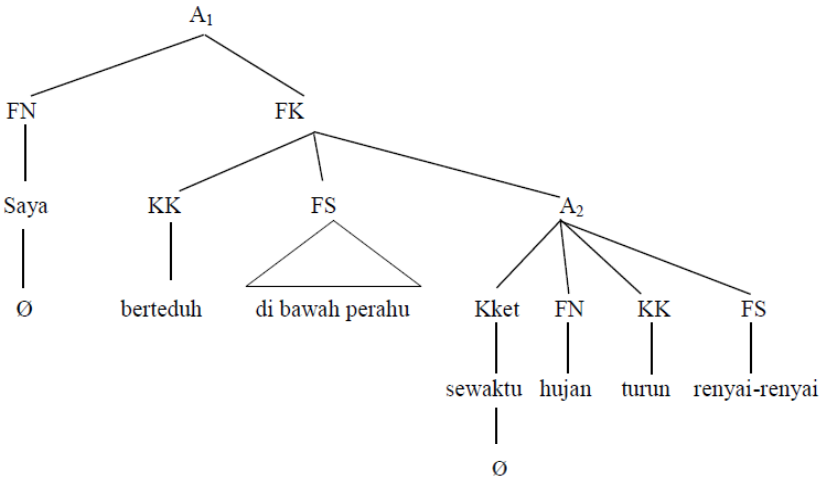 A₁
FN FK
Saya KK FS A₂
Ø berteduh di bawah perahu Kket FN KK FS
sewaktu hujan turun renyai-renyai
Ø